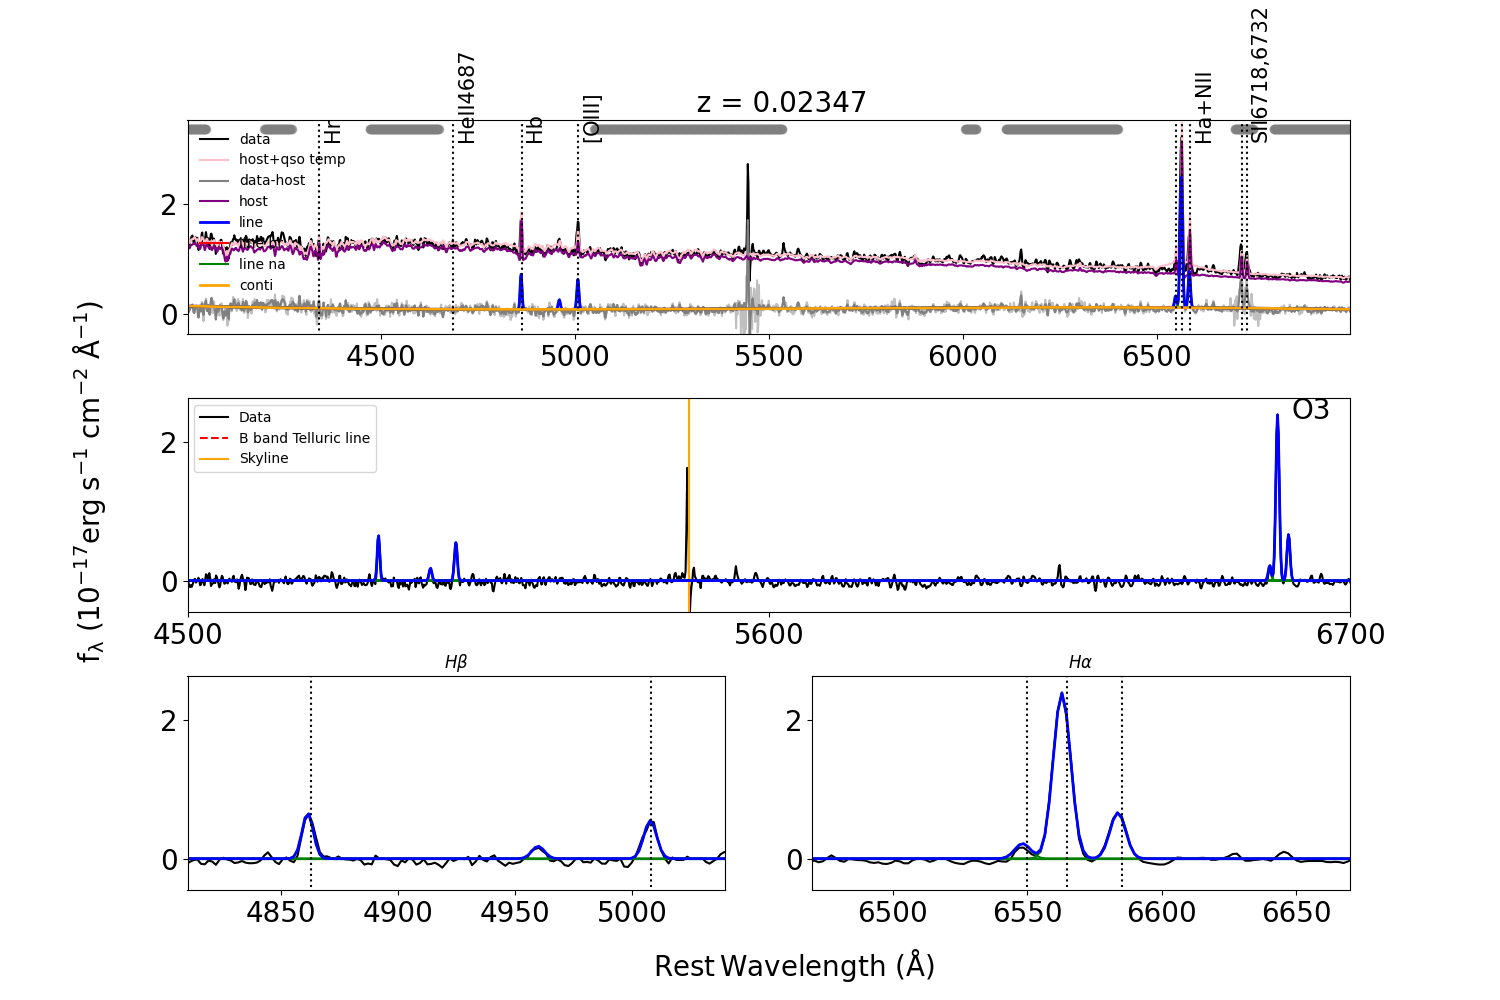 z = 0.02347
Hr
HeII4687
Hb
[OIII]
Ha+NII
SII6718,6732
data
host+qso temp
data-host
host
line
line na
conti
2
0
4500
5000
5500
6000
6500
Data
B band Telluric line
Skyline
O3
2
0
4500
5600
6700
fλ (10⁻¹⁷erg s⁻¹ cm⁻² Å⁻¹)
Hβ
2
0
4850
4900
4950
5000
Hα
2
0
6500
6550
6600
6650
Rest Wavelength (Å)